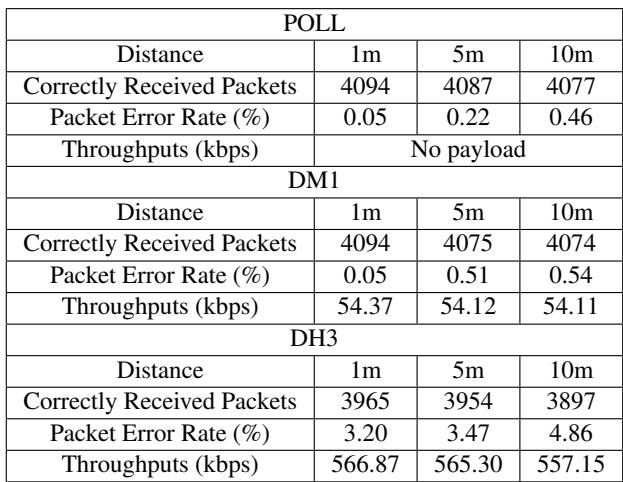 POLL
Distance 1m 5m 10m
Correctly Received Packets 4094 4087 4077
Packet Error Rate (%) 0.05 0.22 0.46
Throughputs (kbps) No payload
DM1
Distance 1m 5m 10m
Correctly Received Packets 4094 4075 4074
Packet Error Rate (%) 0.05 0.51 0.54
Throughputs (kbps) 54.37 54.12 54.11
DH3
Distance 1m 5m 10m
Correctly Received Packets 3965 3954 3897
Packet Error Rate (%) 3.20 3.47 4.86
Throughputs (kbps) 566.87 565.30 557.15